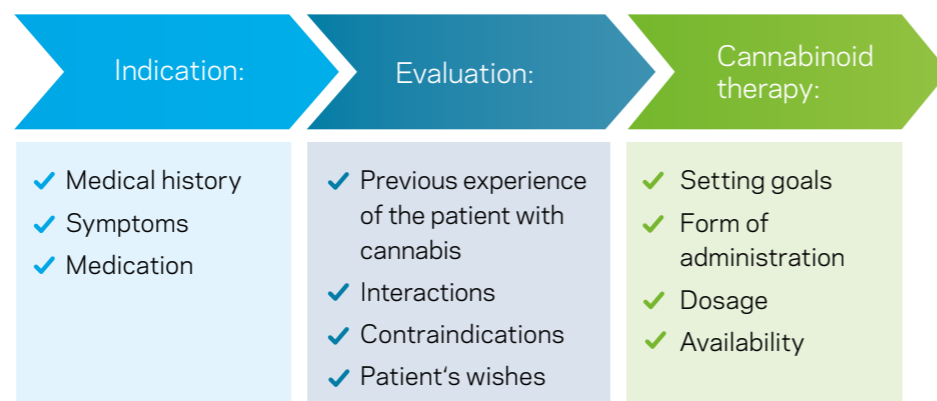 Indication:
Medical history
Symptoms
Medication
Evaluation:
Previous experience
of the patient with
cannabis
Interactions
Contraindications
Patient‘s wishes
Cannabinoid
therapy:
Setting goals
Form of
administration
Dosage
Availability